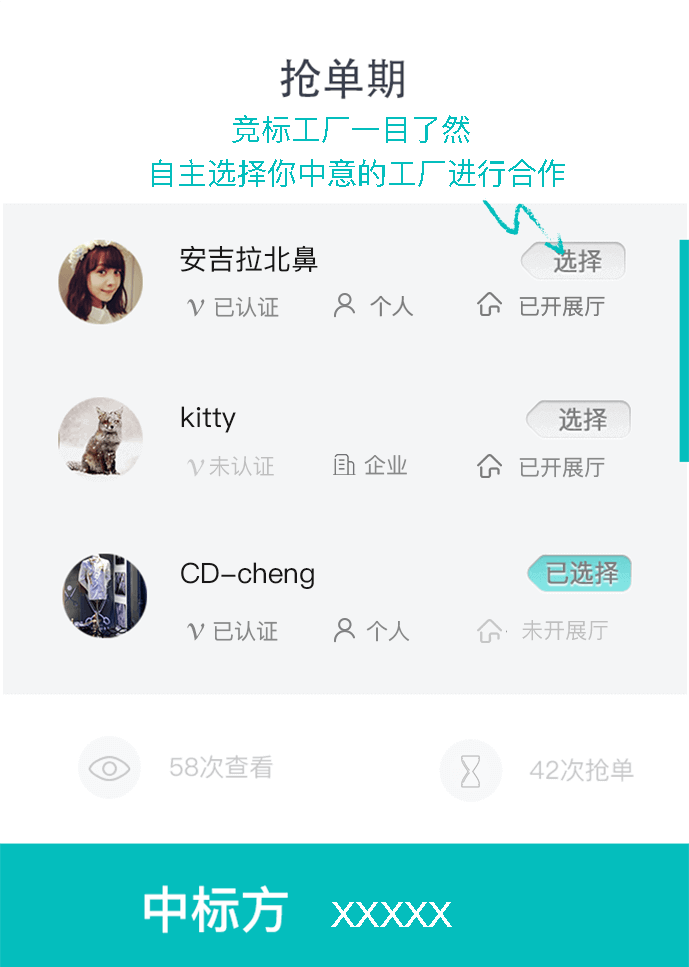 抢单期
竞标工厂一目了然
自主选择你中意的工厂进行合作
安吉拉北鼻 选择
V 已认证 个人 已开展厅
kitty 选择
V 未认证 企业 已开展厅
CD-cheng 已选择
V 已认证 个人 未开展厅
58次查看 42次抢单
中标方 XXXXX